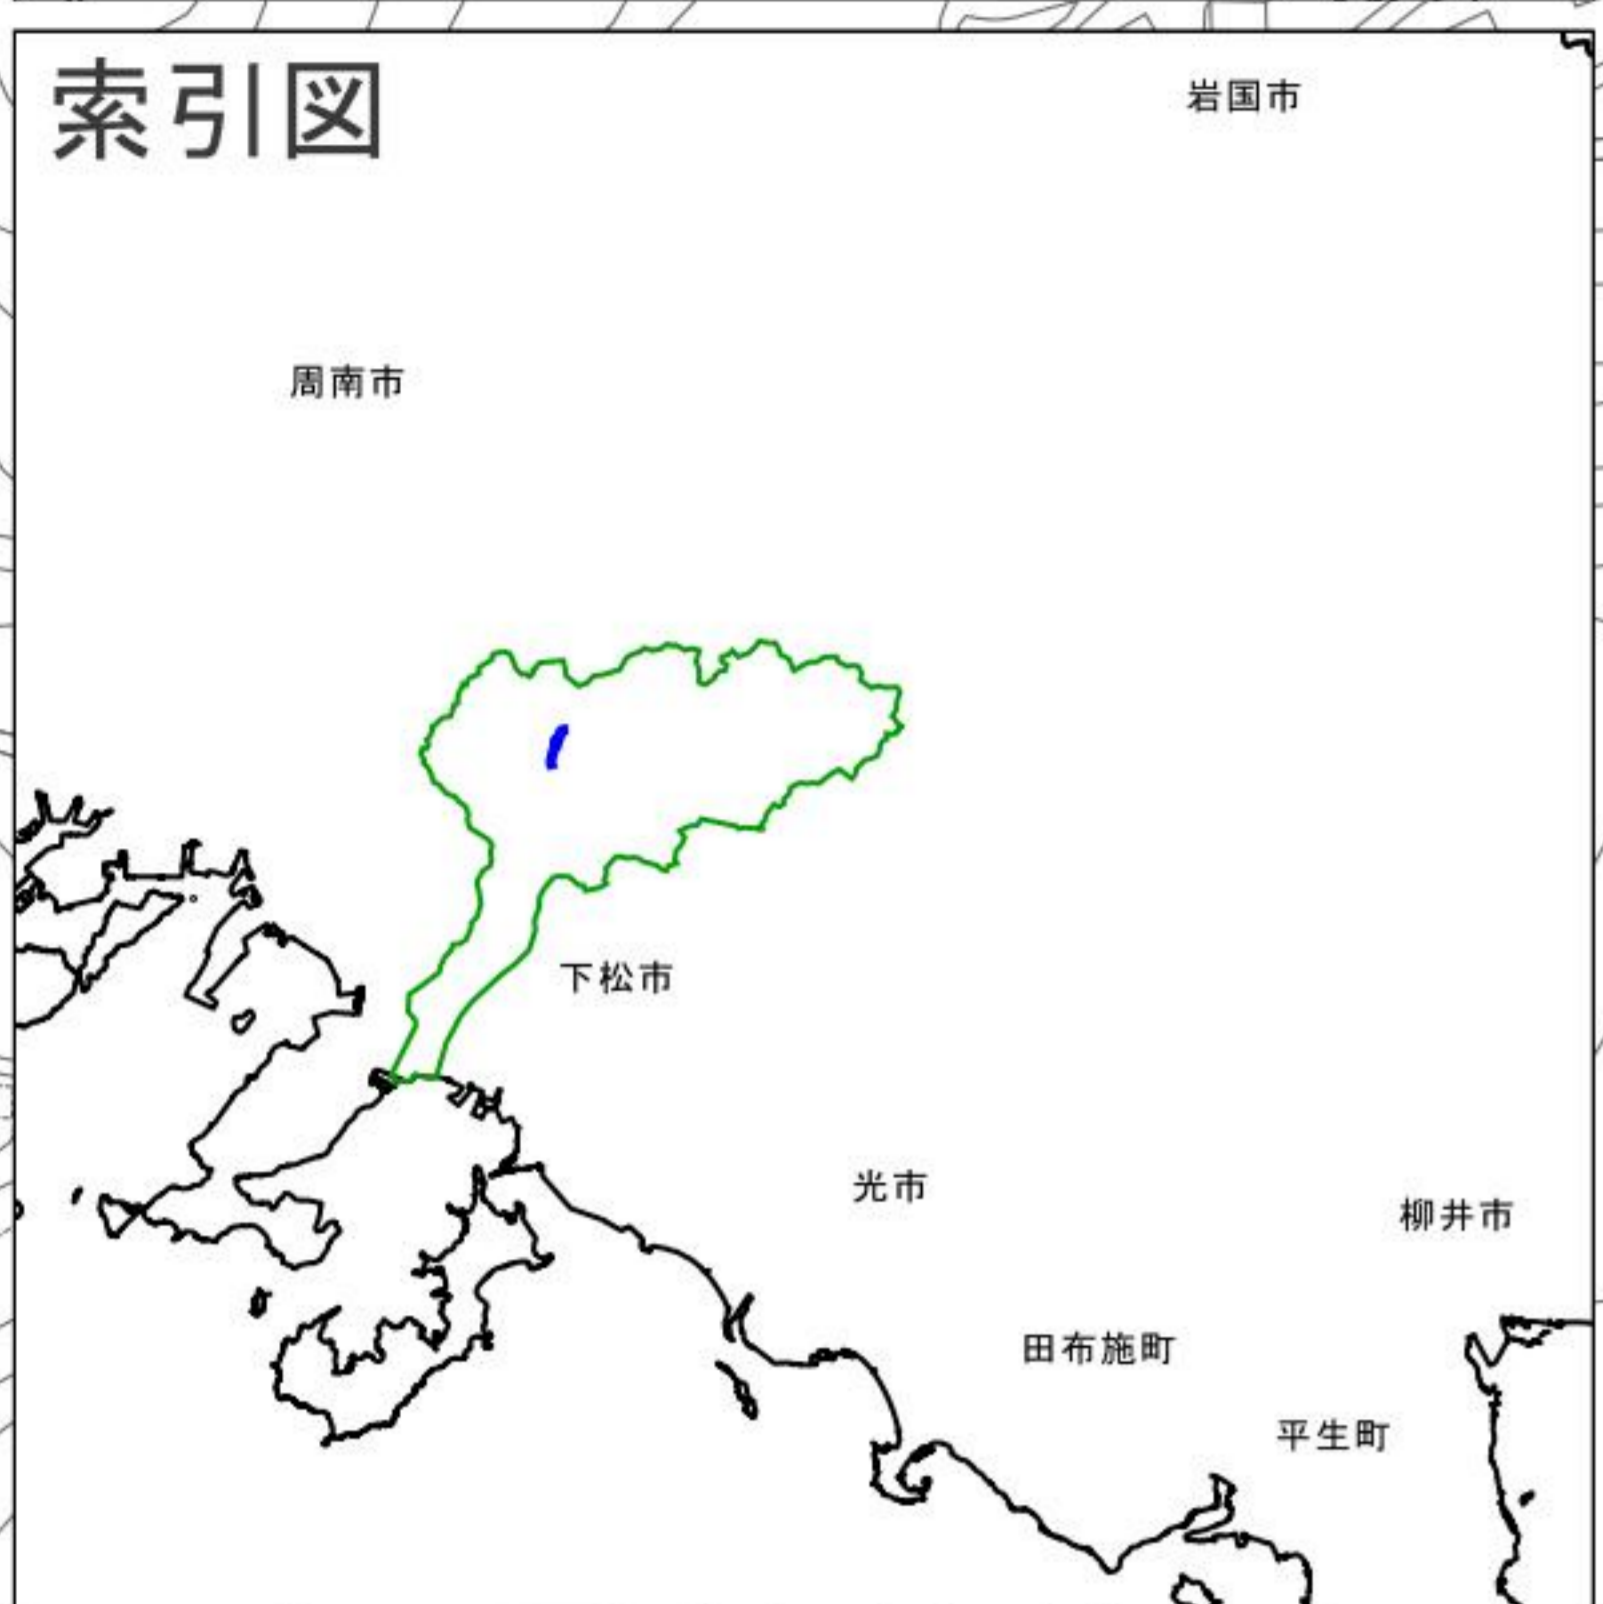 索引図
岩国市
周南市
下松市
光市
柳井市
田布施町
平生町